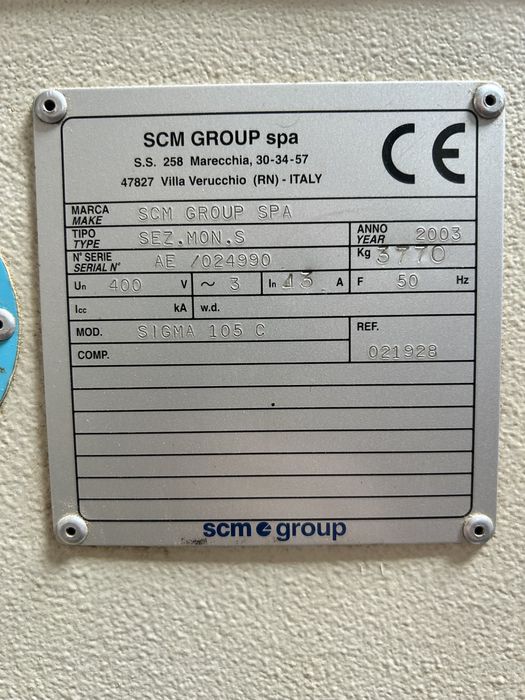 SCM GROUP spa
S.S. 258 Marecchia, 30-34-57
47827 Villa Verucchio (RN) - ITALY
CE
MARCA
MAKE
SCM GROUP SPA
TIPO
TYPE
SEZ.MON.S
ANNO
YEAR
2003
N° SERIE
SERIAL N°
AE /024990
Kg 3770
Un 400 V ~ 3 In 43 A F 50 Hz
Icc kA w.d.
MOD. SIGMA 105 C
REF.
021928
COMP.
scm group